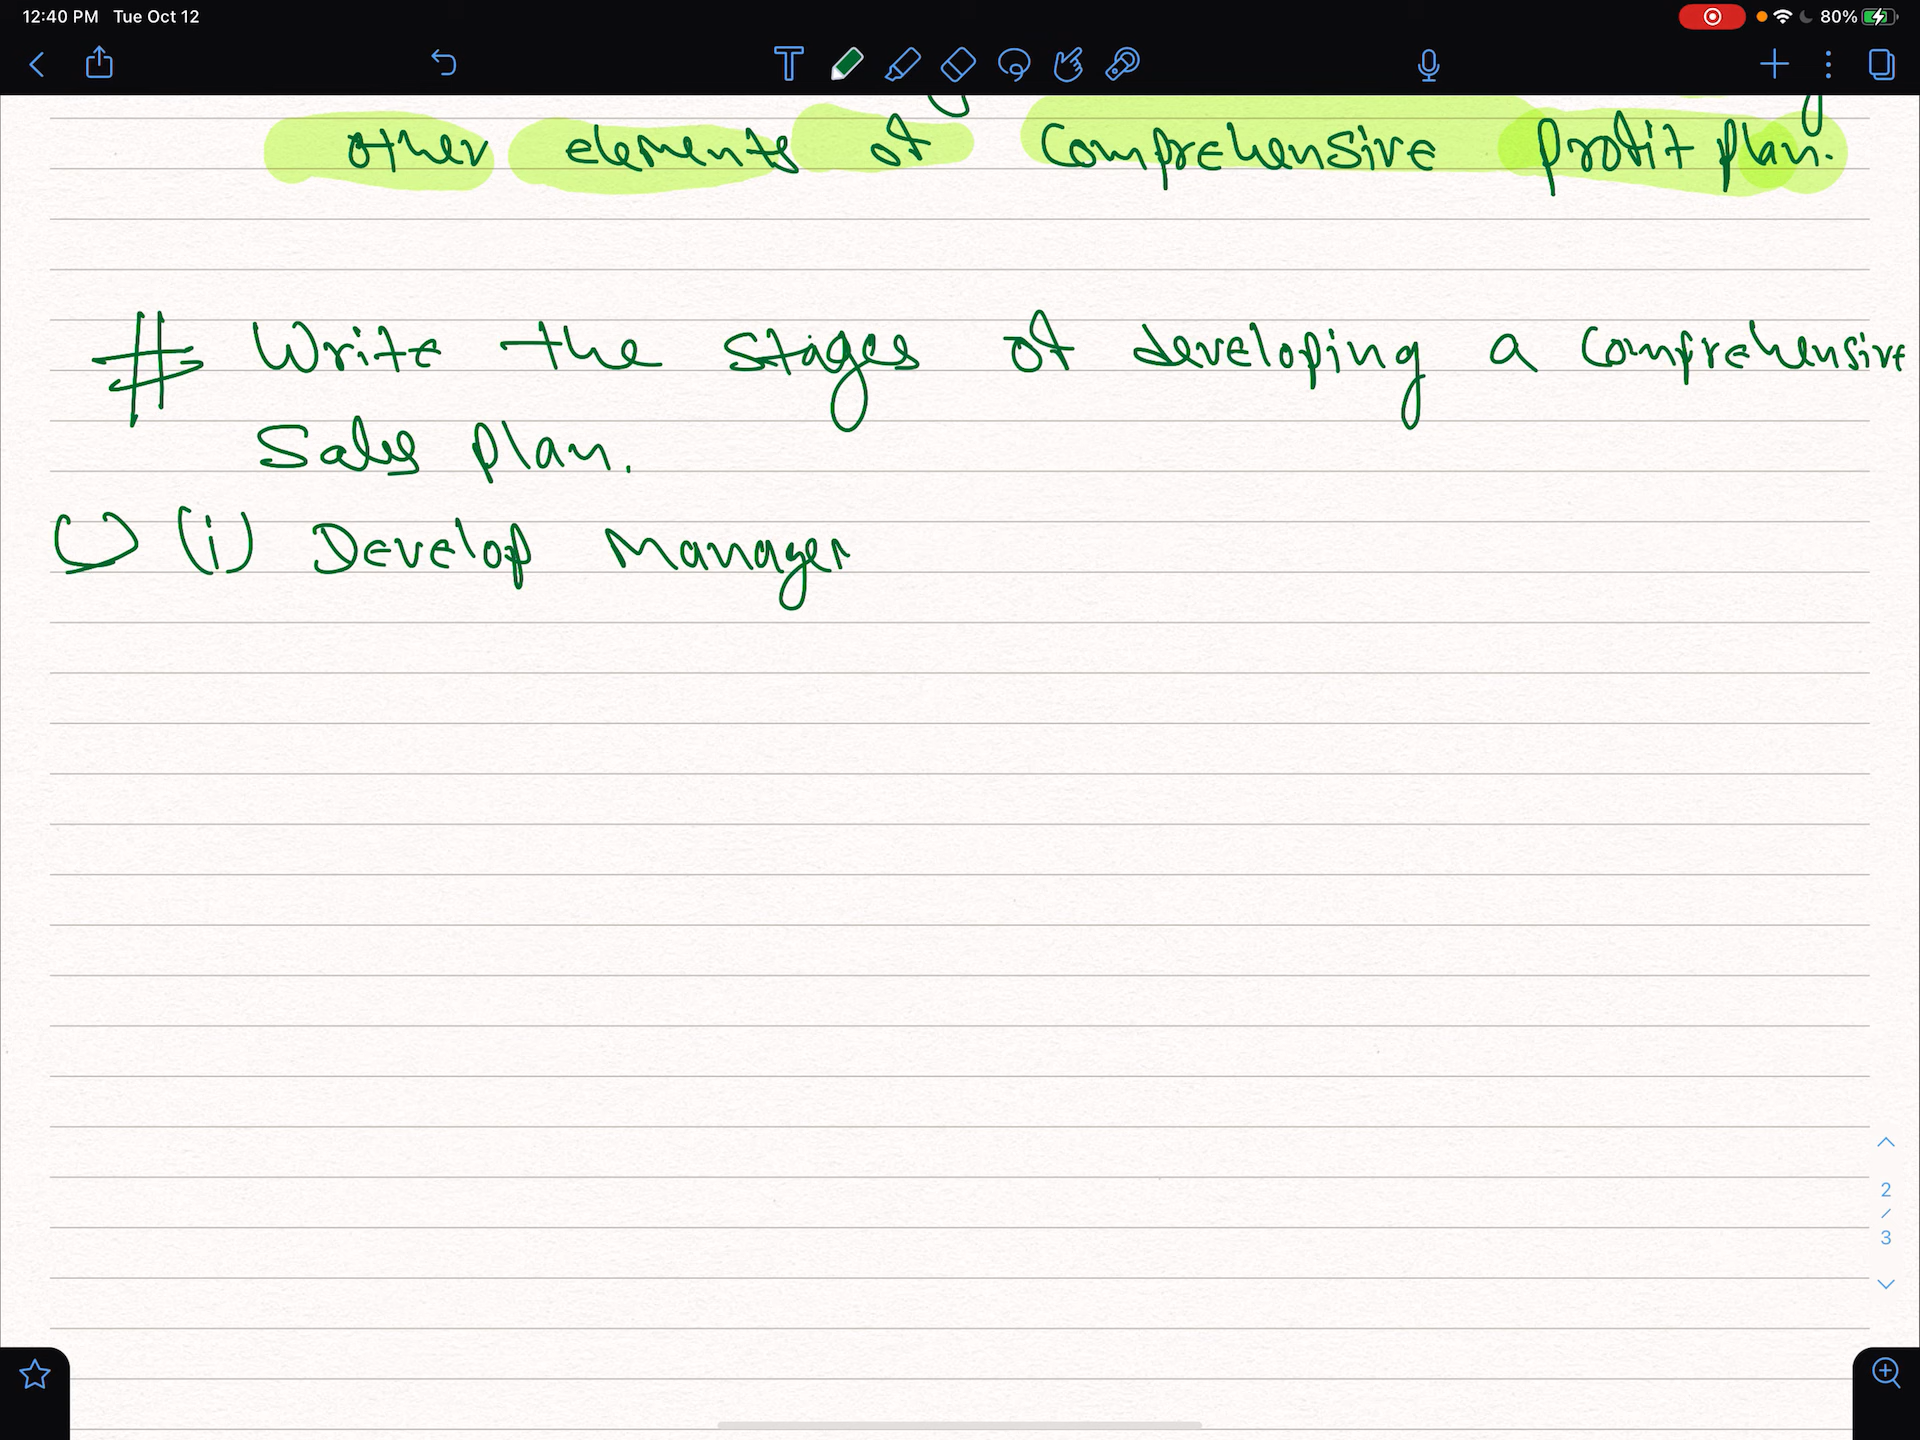 12:40 PM Tue Oct 12 80%
other elements of Comprehensive Profit plan.
# Write the stages of developing a Comprehensive
Sales plan.
(i) Develop Manager
2
/
3